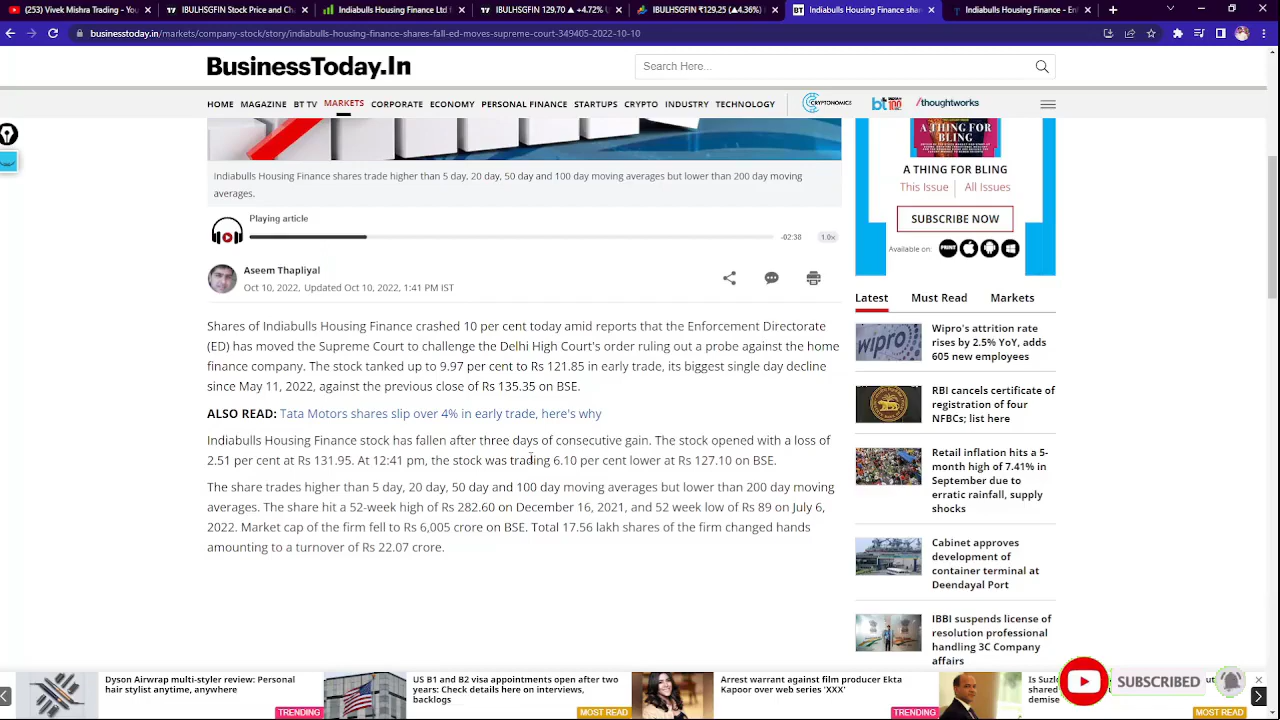 (253) Vivek Mishra Trading - You
IBULHSGFIN Stock Price and Ch
Indiabulls Housing Finance Ltd
IBULHSGFIN 129.70 ▲ +4.72%
IBULHSGFIN ₹129.25 (▲4.36%)
Indiabulls Housing Finance shar
Indiabulls Housing Finance - Ent
businesstoday.in/markets/company-stock/story/indiabulls-housing-finance-shares-fall-ed-moves-supreme-court-349405-2022-10-10
BusinessToday.In
Search Here...
HOME MAGAZINE BT TV MARKETS CORPORATE ECONOMY PERSONAL FINANCE STARTUPS CRYPTO INDUSTRY TECHNOLOGY
CRYPTONOMICS
bt 100
/thoughtworks
Indiabulls Housing Finance shares trade higher than 5 day, 20 day, 50 day and 100 day moving averages but lower than 200 day moving
averages.
Playing article
-02:38
1.0x
Aseem Thapliyal
Oct 10, 2022, Updated Oct 10, 2022, 1:41 PM IST
Shares of Indiabulls Housing Finance crashed 10 per cent today amid reports that the Enforcement Directorate
(ED) has moved the Supreme Court to challenge the Delhi High Court's order ruling out a probe against the home
finance company. The stock tanked up to 9.97 per cent to Rs 121.85 in early trade, its biggest single day decline
since May 11, 2022, against the previous close of Rs 135.35 on BSE.
ALSO READ: Tata Motors shares slip over 4% in early trade, here's why
Indiabulls Housing Finance stock has fallen after three days of consecutive gain. The stock opened with a loss of
2.51 per cent at Rs 131.95. At 12:41 pm, the stock was trading 6.10 per cent lower at Rs 127.10 on BSE.
The share trades higher than 5 day, 20 day, 50 day and 100 day moving averages but lower than 200 day moving
averages. The share hit a 52-week high of Rs 282.60 on December 16, 2021, and 52 week low of Rs 89 on July 6,
2022. Market cap of the firm fell to Rs 6,005 crore on BSE. Total 17.56 lakh shares of the firm changed hands
amounting to a turnover of Rs 22.07 crore.
A THING FOR
BLING
A THING FOR BLING
This Issue All Issues
SUBSCRIBE NOW
Available on:
PRINT
Latest Must Read Markets
wipro
Wipro's attrition rate
rises by 2.5% YoY, adds
605 new employees
RBI cancels certificate of
registration of four
NFBCs; list here
Retail inflation hits a 5-
month high of 7.41% in
September due to
erratic rainfall, supply
shocks
Cabinet approves
development of
container terminal at
Deendayal Port
IBBI suspends license of
resolution professional
handling 3C Company
affairs
Dyson Airwrap multi-styler review: Personal
hair stylist anytime, anywhere
TRENDING
US B1 and B2 visa appointments open after two
years: Check details here on interviews,
backlogs
MOST READ
Arrest warrant against film producer Ekta
Kapoor over web series 'XXX'
TRENDING
Is Suzl
shared
demise
MOST READ
SUBSCRIBED